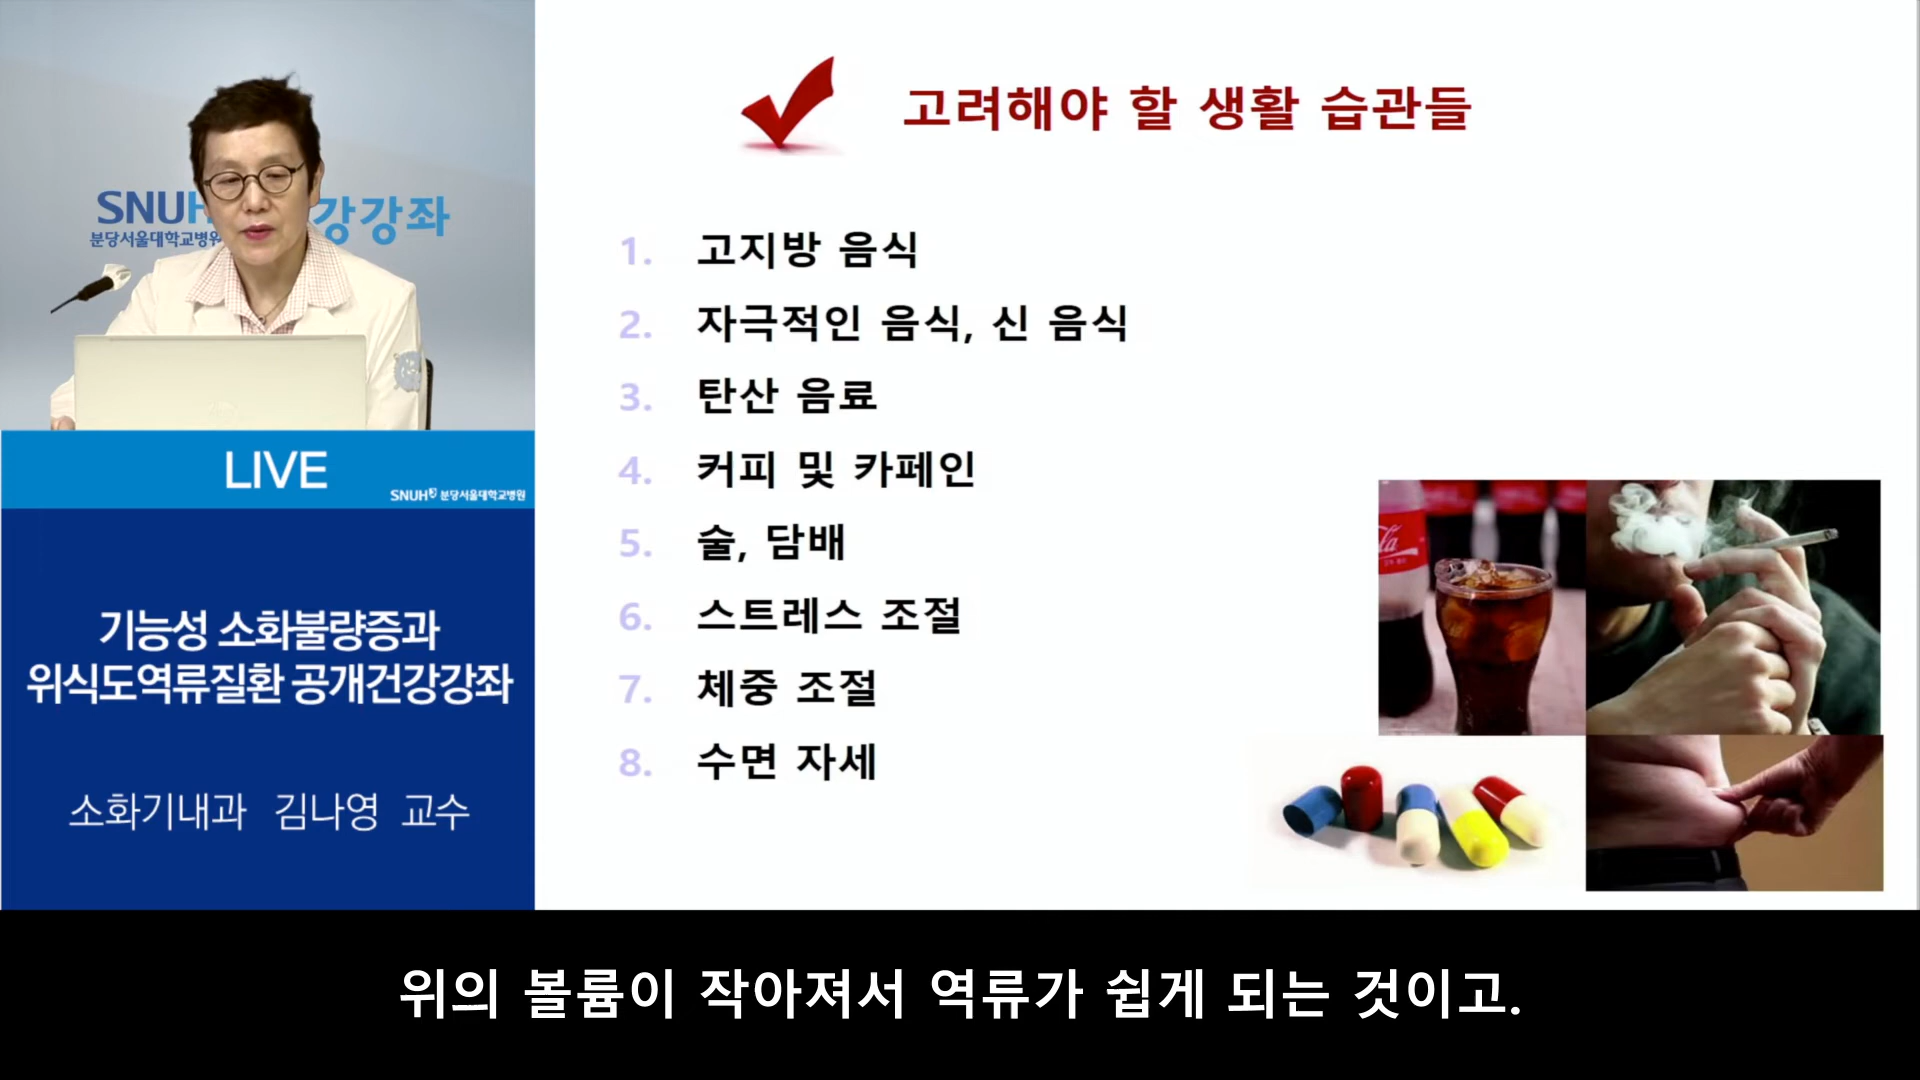 SNUH
분당서울대학교병원
강강좌
LIVE
SNUH 분당서울대학교병원
기능성 소화불량증과
위식도역류질환 공개건강강좌
소화기내과 김나영 교수
고려해야 할 생활 습관들
1. 고지방 음식
2. 자극적인 음식, 신 음식
3. 탄산 음료
4. 커피 및 카페인
5. 술, 담배
6. 스트레스 조절
7. 체중 조절
8. 수면 자세
위의 볼륨이 작아져서 역류가 쉽게 되는 것이고.